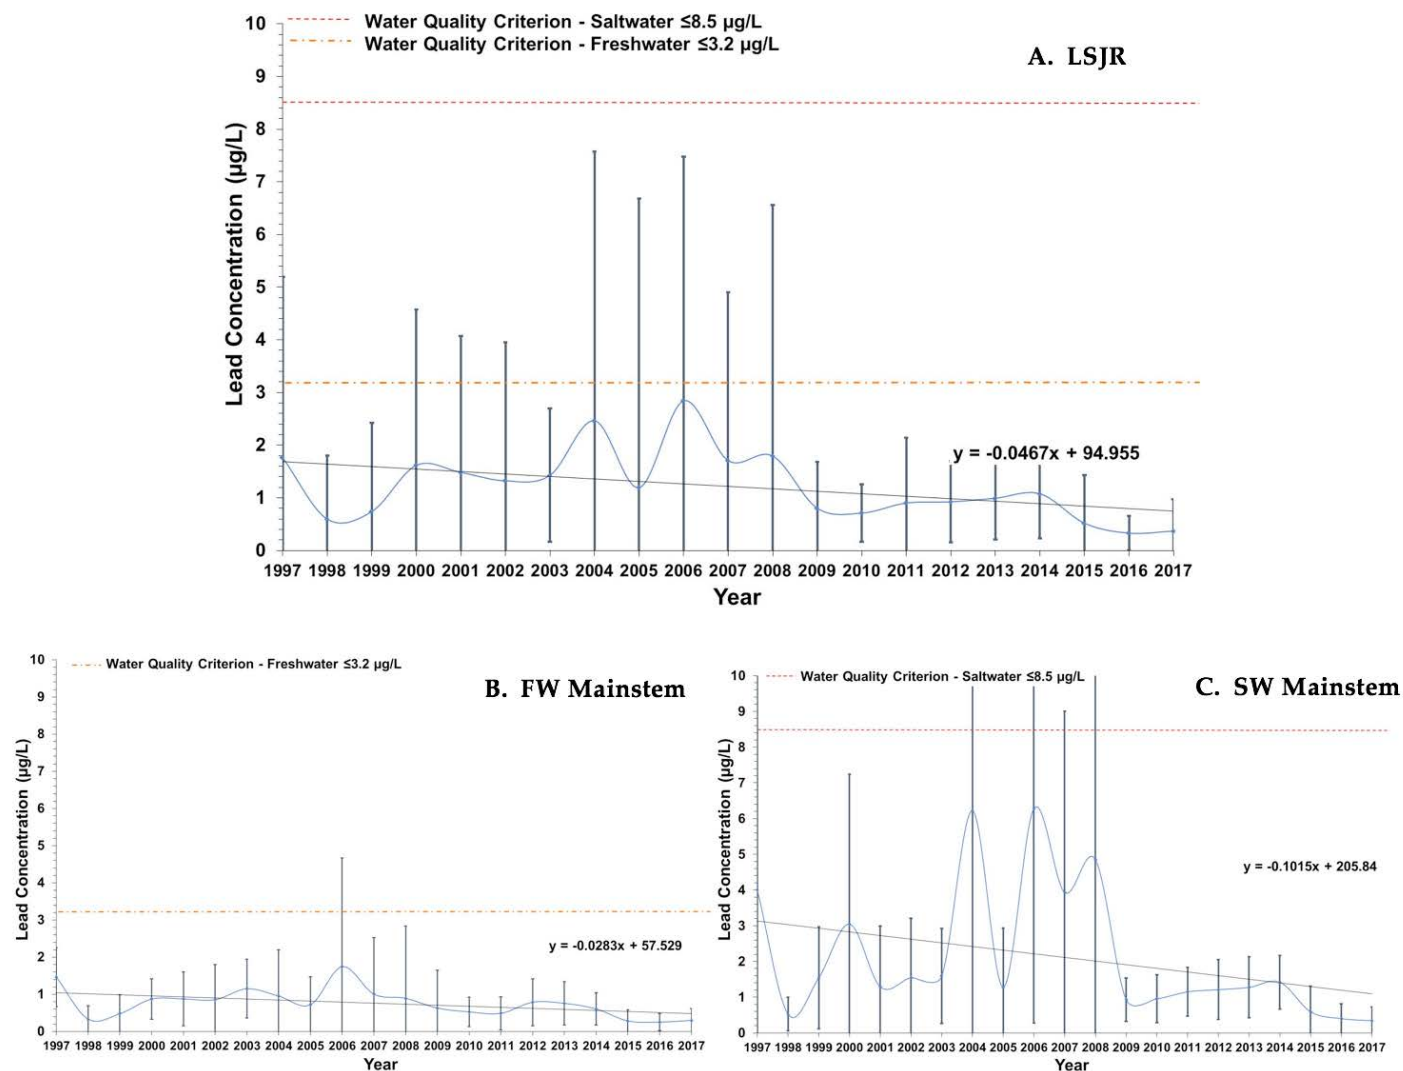 Water Quality Criterion - Saltwater ≤8.5 µg/L
Water Quality Criterion - Freshwater ≤3.2 µg/L
A. LSJR
Lead Concentration (µg/L)
10
9
8
7
6
5
4
3
2
1
0
y = -0.0467x + 94.955
1997 1998 1999 2000 2001 2002 2003 2004 2005 2006 2007 2008 2009 2010 2011 2012 2013 2014 2015 2016 2017
Year
Water Quality Criterion - Freshwater ≤3.2 µg/L
B. FW Mainstem
Lead Concentration (µg/L)
10
9
8
7
6
5
4
3
2
1
0
y = -0.0283x + 57.529
1997 1998 1999 2000 2001 2002 2003 2004 2005 2006 2007 2008 2009 2010 2011 2012 2013 2014 2015 2016 2017
Year
Water Quality Criterion - Saltwater ≤8.5 µg/L
C. SW Mainstem
Lead Concentration (µg/L)
10
9
8
7
6
5
4
3
2
1
0
y = -0.1015x + 205.84
1997 1998 1999 2000 2001 2002 2003 2004 2005 2006 2007 2008 2009 2010 2011 2012 2013 2014 2015 2016 2017
Year